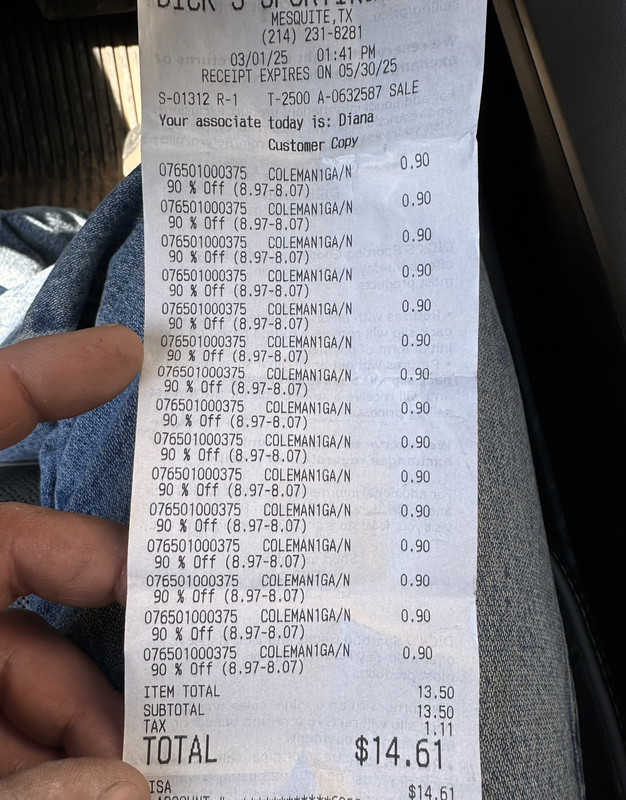 DICK'S SPORTIN
MESQUITE,TX
(214) 231-8281
03/01/25 01:41 PM
RECEIPT EXPIRES ON 05/30/25
S-01312 R-1 T-2500 A-0632587 SALE
Your associate today is: Diana
Customer Copy
076501000375 COLEMAN1GA/N 0.90
90 % Off (8.97-8.07)
076501000375 COLEMAN1GA/N 0.90
90 % Off (8.97-8.07)
076501000375 COLEMAN1GA/N 0.90
90 % Off (8.97-8.07)
076501000375 COLEMAN1GA/N 0.90
90 % Off (8.97-8.07)
076501000375 COLEMAN1GA/N 0.90
90 % Off (8.97-8.07)
076501000375 COLEMAN1GA/N 0.90
90 % Off (8.97-8.07)
076501000375 COLEMAN1GA/N 0.90
90 % Off (8.97-8.07)
076501000375 COLEMAN1GA/N 0.90
90 % Off (8.97-8.07)
076501000375 COLEMAN1GA/N 0.90
90 % Off (8.97-8.07)
076501000375 COLEMAN1GA/N 0.90
90 % Off (8.97-8.07)
076501000375 COLEMAN1GA/N 0.90
90 % Off (8.97-8.07)
076501000375 COLEMAN1GA/N 0.90
90 % Off (8.97-8.07)
076501000375 COLEMAN1GA/N 0.90
90 % Off (8.97-8.07)
076501000375 COLEMAN1GA/N 0.90
90 % Off (8.97-8.07)
076501000375 COLEMAN1GA/N 0.90
90 % Off (8.97-8.07)
ITEM TOTAL 13.50
SUBTOTAL 13.50
TAX 1.11
TOTAL $14.61
ISA $14.61